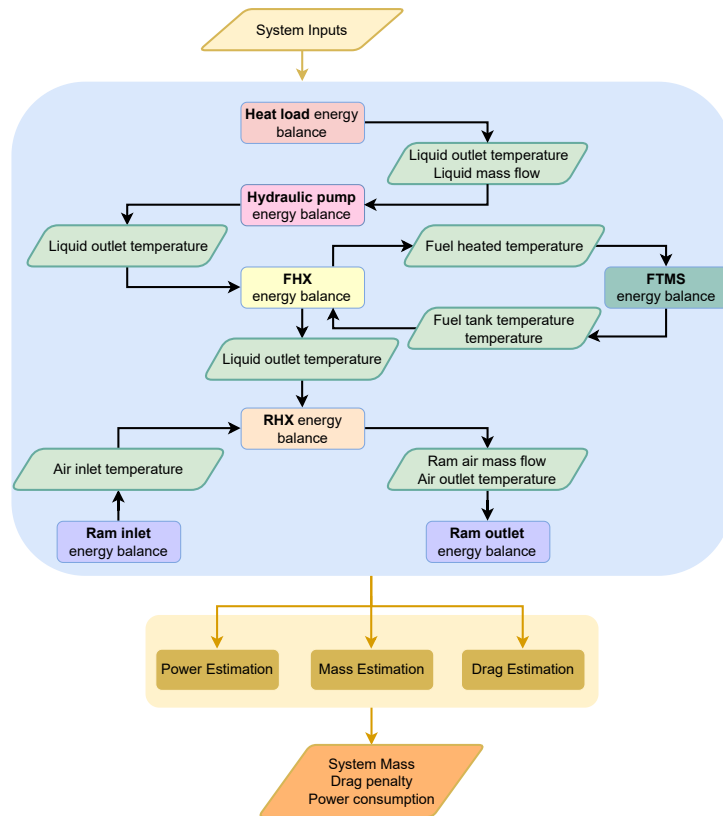 System Inputs
Heat load energy
balance
Liquid outlet temperature
Liquid mass flow
Hydraulic pump
energy balance
Liquid outlet temperature
Fuel heated temperature
FHX
energy balance
FTMS
energy balance
Fuel tank temperature
temperature
Liquid outlet temperature
RHX energy
balance
Air inlet temperature
Ram air mass flow
Air outlet temperature
Ram inlet
energy balance
Ram outlet
energy balance
Power Estimation
Mass Estimation
Drag Estimation
System Mass
Drag penalty
Power consumption